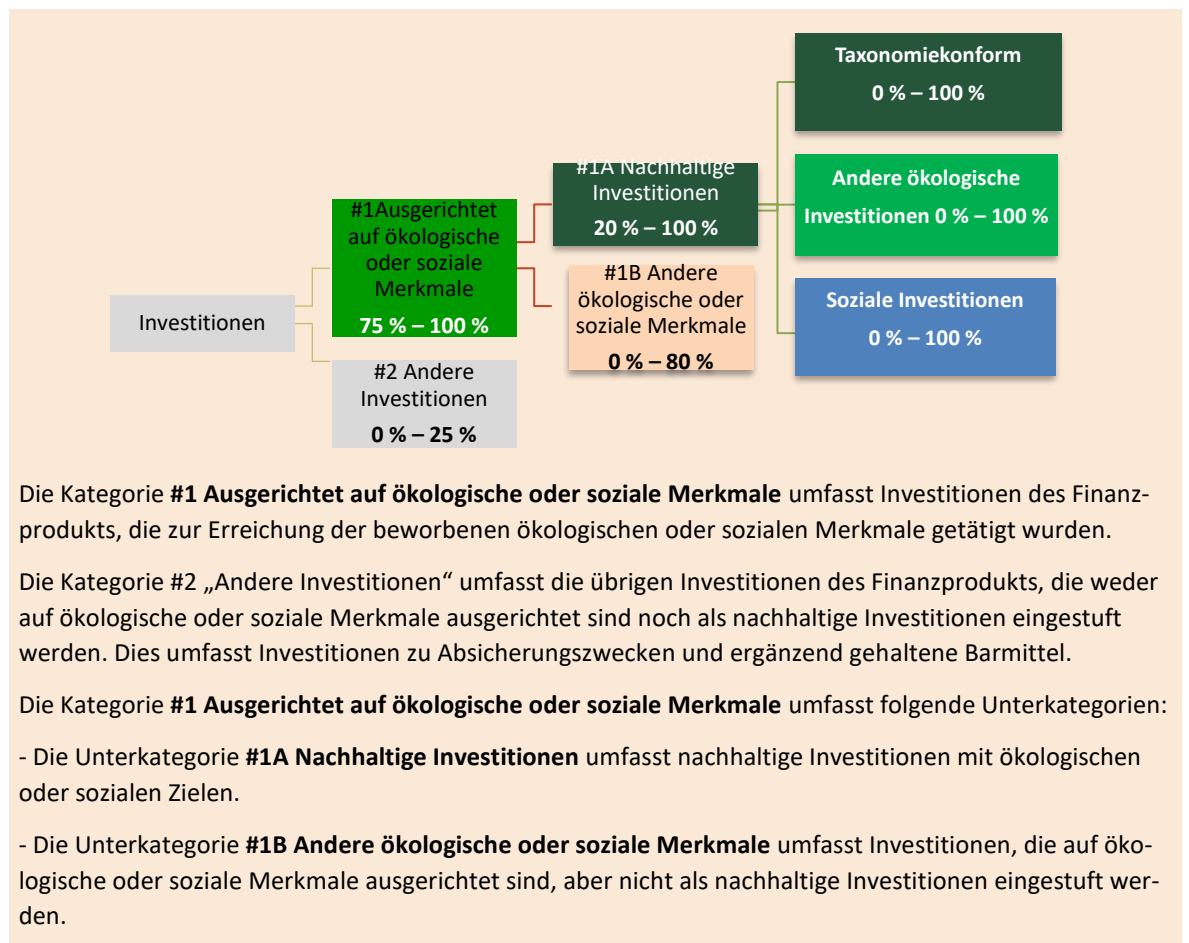 Investitionen
#1Ausgerichtet
auf ökologische
oder soziale
Merkmale
75 % – 100 %
#2 Andere
Investitionen
0 % – 25 %
#1A Nachhaltige
Investitionen
20 % – 100 %
#1B Andere
ökologische oder
soziale Merkmale
0 % – 80 %
Taxonomiekonform
0 % – 100 %
Andere ökologische
Investitionen 0 % – 100 %
Soziale Investitionen
0 % – 100 %
Die Kategorie #1 Ausgerichtet auf ökologische oder soziale Merkmale umfasst Investitionen des Finanz-
produkts, die zur Erreichung der beworbenen ökologischen oder sozialen Merkmale getätigt wurden.
Die Kategorie #2 „Andere Investitionen“ umfasst die übrigen Investitionen des Finanzprodukts, die weder
auf ökologische oder soziale Merkmale ausgerichtet sind noch als nachhaltige Investitionen eingestuft
werden. Dies umfasst Investitionen zu Absicherungszwecken und ergänzend gehaltene Barmittel.
Die Kategorie #1 Ausgerichtet auf ökologische oder soziale Merkmale umfasst folgende Unterkategorien:
- Die Unterkategorie #1A Nachhaltige Investitionen umfasst nachhaltige Investitionen mit ökologischen
oder sozialen Zielen.
- Die Unterkategorie #1B Andere ökologische oder soziale Merkmale umfasst Investitionen, die auf öko-
logische oder soziale Merkmale ausgerichtet sind, aber nicht als nachhaltige Investitionen eingestuft wer-
den.